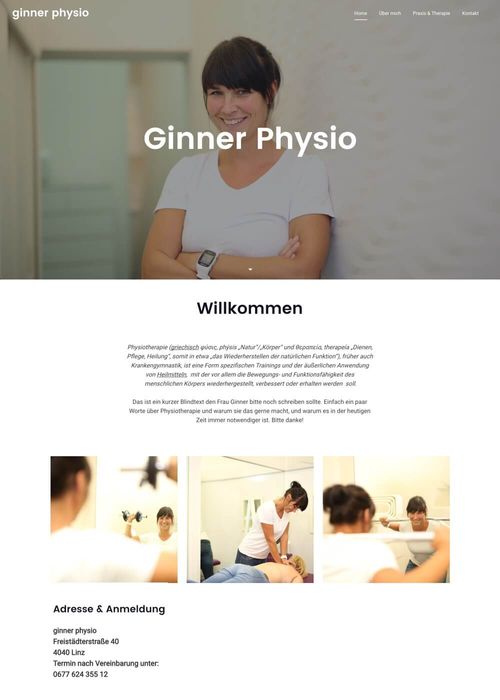 ginner physio
Home Über mich Praxis & Therapie Kontakt
Ginner Physio
Willkommen
Physiotherapie (griechisch φύσις, phýsis „Natur“/„Körper“ und θεραπεία, therapeía „Dienen,
Pflege, Heilung“, somit in etwa „das Wiederherstellen der natürlichen Funktion“), früher auch
Krankengymnastik, ist eine Form spezifischen Trainings und der äußerlichen Anwendung
von Heilmitteln, mit der vor allem die Bewegungs- und Funktionsfähigkeit des
menschlichen Körpers wiederhergestellt, verbessert oder erhalten werden soll.
Das ist ein kurzer Blindtext den Frau Ginner bitte noch schreiben sollte. Einfach ein paar
Worte über Physiotherapie und warum sie das gerne macht, und warum es in der heutigen
Zeit immer notwendiger ist. Bitte danke!
Adresse & Anmeldung
ginner physio
Freistädterstraße 40
4040 Linz
Termin nach Vereinbarung unter:
0677 624 355 12